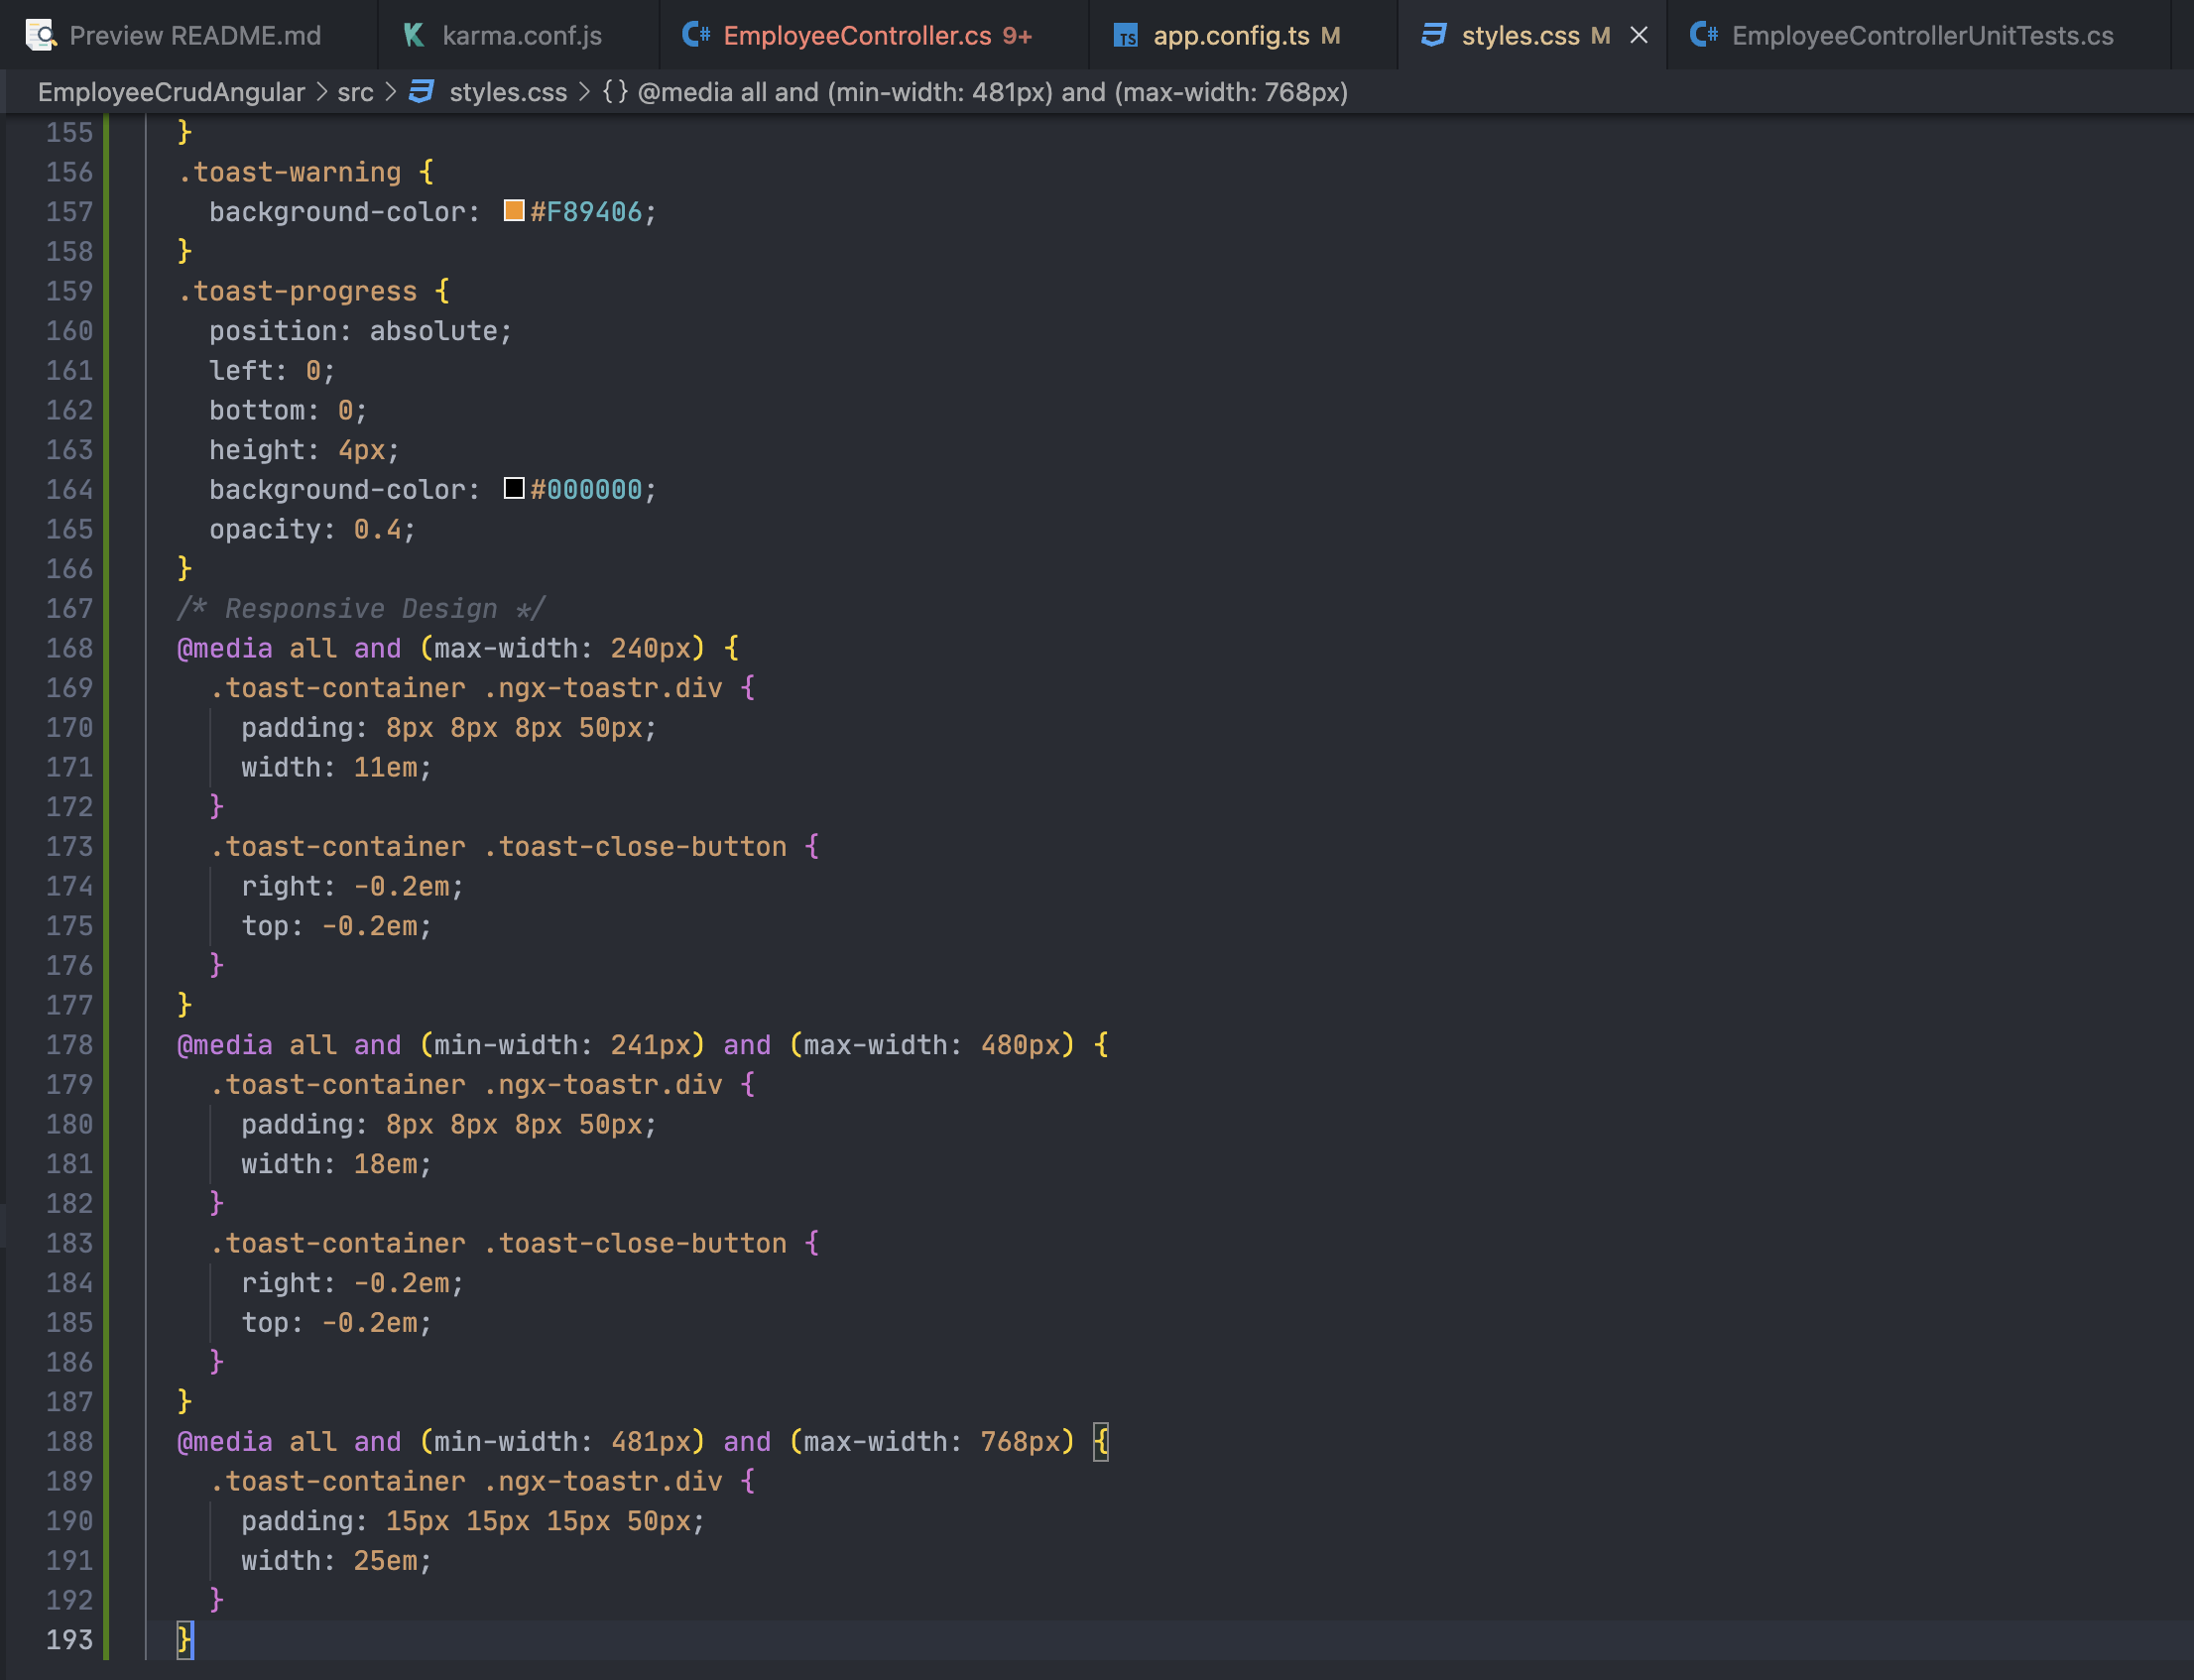 Preview README.md
karma.conf.js
EmployeeController.cs 9+
TS app.config.ts M
styles.css M
EmployeeControllerUnitTests.cs
EmployeeCrudAngular > src > styles.css > {} @media all and (min-width: 481px) and (max-width: 768px)
155 }
156 .toast-warning {
157 background-color: #F89406;
158 }
159 .toast-progress {
160 position: absolute;
161 left: 0;
162 bottom: 0;
163 height: 4px;
164 background-color: #000000;
165 opacity: 0.4;
166 }
167 /* Responsive Design */
168 @media all and (max-width: 240px) {
169 .toast-container .ngx-toastr.div {
170 padding: 8px 8px 8px 50px;
171 width: 11em;
172 }
173 .toast-container .toast-close-button {
174 right: -0.2em;
175 top: -0.2em;
176 }
177 }
178 @media all and (min-width: 241px) and (max-width: 480px) {
179 .toast-container .ngx-toastr.div {
180 padding: 8px 8px 8px 50px;
181 width: 18em;
182 }
183 .toast-container .toast-close-button {
184 right: -0.2em;
185 top: -0.2em;
186 }
187 }
188 @media all and (min-width: 481px) and (max-width: 768px) {
189 .toast-container .ngx-toastr.div {
190 padding: 15px 15px 15px 50px;
191 width: 25em;
192 }
193 }